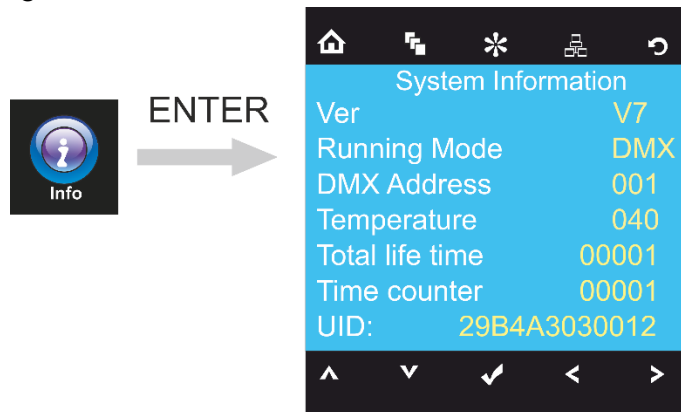 Info
ENTER
System Information
Ver V7
Running Mode DMX
DMX Address 001
Temperature 040
Total life time 00001
Time counter 00001
UID: 29B4A3030012